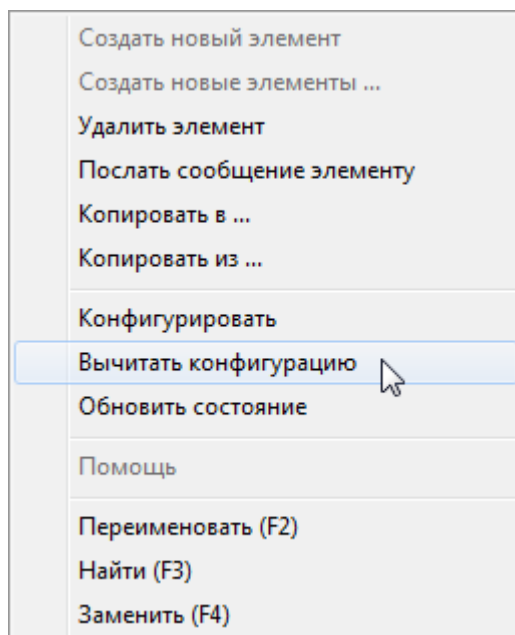 Создать новый элемент
Создать новые элементы ...
Удалить элемент
Послать сообщение элементу
Копировать в ...
Копировать из ...
Конфигурировать
Вычитать конфигурацию
Обновить состояние
Помощь
Переименовать (F2)
Найти (F3)
Заменить (F4)